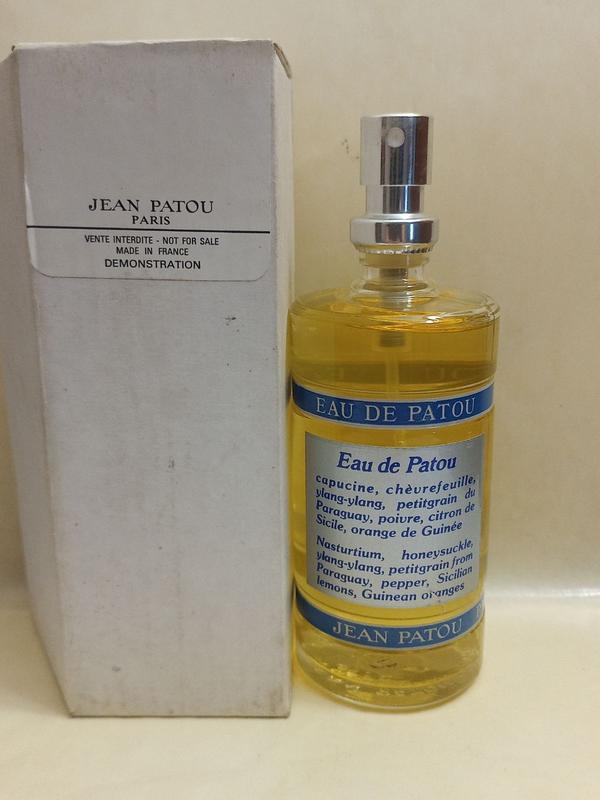 JEAN PATOU
PARIS
VENTE INTERDITE - NOT FOR SALE
MADE IN FRANCE
DEMONSTRATION
EAU DE PATOU
Eau de Patou
capucine, chèvrefeuille,
ylang-ylang, petitgrain du
Paraguay, poivre, citron de
Sicile, orange de Guinée
Nasturtium, honeysuckle,
ylang-ylang, petitgrain from
Paraguay, pepper, Sicilian
lemons, Guinean oranges
JEAN PATOU